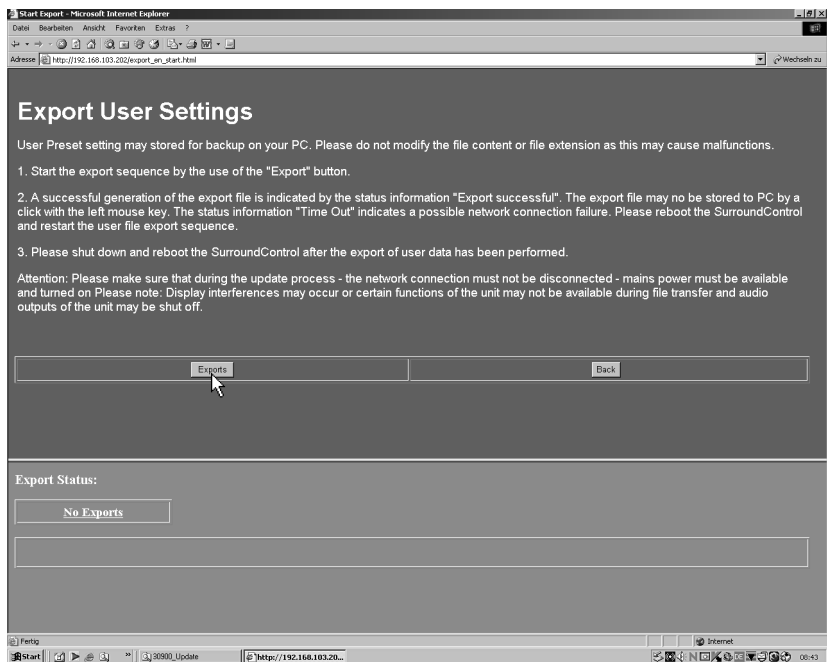 Start Export - Microsoft Internet Explorer
Datei Bearbeiten Ansicht Favoriten Extras ?
Adresse http://192.168.103.202/export_en_start.html Wechseln zu
Export User Settings
User Preset setting may stored for backup on your PC. Please do not modify the file content or file extension as this may cause malfunctions.
1. Start the export sequence by the use of the "Export" button.
2. A successful generation of the export file is indicated by the status information "Export successful". The export file may no be stored to PC by a
click with the left mouse key. The status information "Time Out" indicates a possible network connection failure. Please reboot the SurroundControl
and restart the user file export sequence.
3. Please shut down and reboot the SurroundControl after the export of user data has been performed.
Attention: Please make sure that during the update process - the network connection must not be disconnected - mains power must be available
and turned on Please note: Display interferences may occur or certain functions of the unit may not be available during file transfer and audio
outputs of the unit may be shut off.
Exports Back
Export Status:
No Exports
Fertig Internet
Start » 30900_Update http://192.168.103.20... 08:43